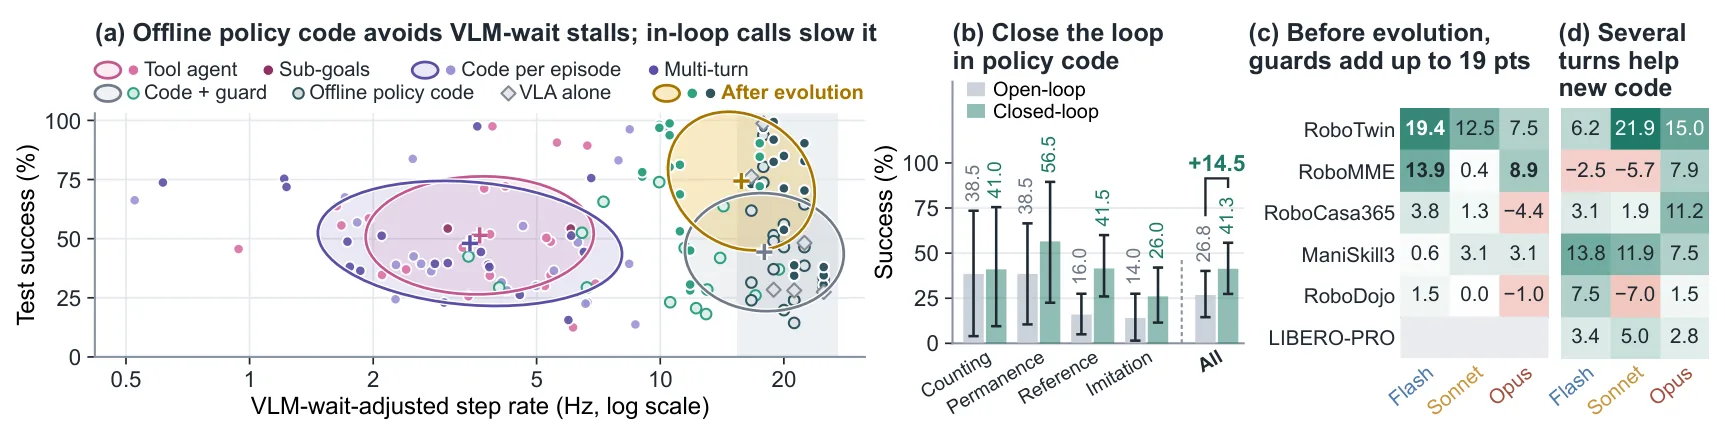 (a) Offline policy code avoids VLM-wait stalls; in-loop calls slow it
Tool agent Sub-goals Code per episode Multi-turn
Code + guard Offline policy code VLA alone After evolution
Test success (%)
100
75
50
25
0
0.5 1 2 5 10 20
VLM-wait-adjusted step rate (Hz, log scale)
(b) Close the loop
in policy code
Open-loop
Closed-loop
Success (%)
100
75
50
25
0
38.5 41.0 38.5 56.5 16.0 41.5 14.0 26.0 26.8 41.3
+14.5
Counting Permanence Reference Imitation All
(c) Before evolution,
guards add up to 19 pts
(d) Several
turns help
new code
RoboTwin 19.4 12.5 7.5 6.2 21.9 15.0
RoboMME 13.9 0.4 8.9 −2.5 −5.7 7.9
RoboCasa365 3.8 1.3 −4.4 3.1 1.9 11.2
ManiSkill3 0.6 3.1 3.1 13.8 11.9 7.5
RoboDojo 1.5 0.0 −1.0 7.5 −7.0 1.5
LIBERO-PRO 3.4 5.0 2.8
Flash Sonnet Opus Flash Sonnet Opus